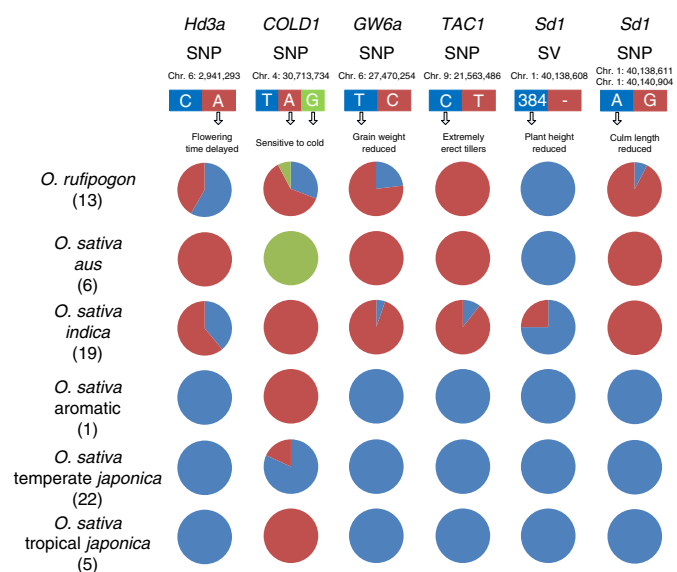 Hd3a COLD1 GW6a TAC1 Sd1 Sd1
SNP SNP SNP SNP SV SNP
Chr. 6: 2,941,293 Chr. 4: 30,713,734 Chr. 6: 27,470,254 Chr. 9: 21,563,486 Chr. 1: 40,138,608 Chr. 1: 40,138,611
Chr. 1: 40,140,904
C A T A G T C C T 384 - A G
Flowering time delayed
Sensitive to cold
Grain weight reduced
Extremely erect tillers
Plant height reduced
Culm length reduced
O. rufipogon
(13)
O. sativa
aus
(6)
O. sativa
indica
(19)
O. sativa
aromatic
(1)
O. sativa
temperate japonica
(22)
O. sativa
tropical japonica
(5)